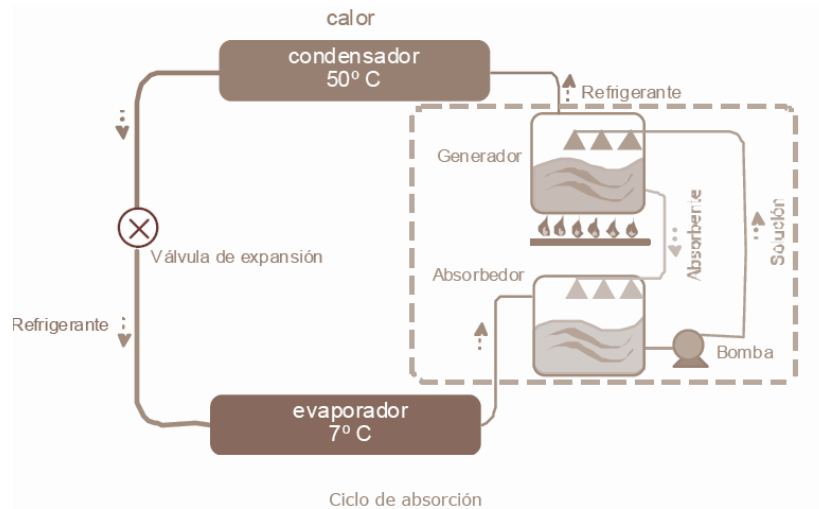 calor
condensador
50º C
Refrigerante
Generador
Absorbente
Solución
Válvula de expansión
Absorbedor
Refrigerante
Bomba
evaporador
7º C
Ciclo de absorción